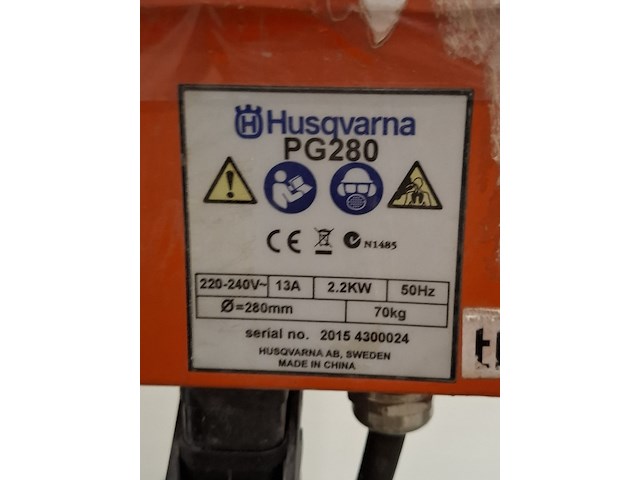 Husqvarna
PG280
CE N1485
220-240V~ 13A 2.2KW 50Hz
Ø=280mm 70kg
serial no. 2015 4300024
HUSQVARNA AB, SWEDEN
MADE IN CHINA